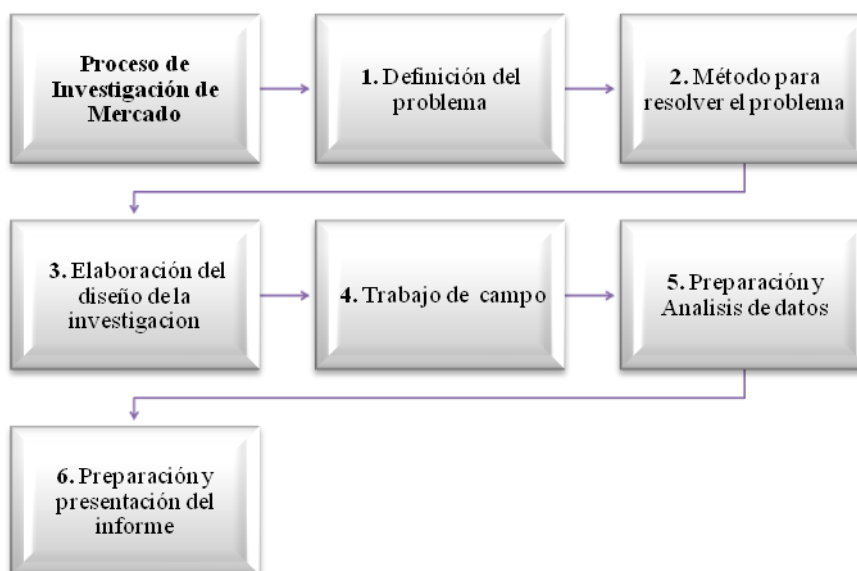 Proceso de
Investigación de
Mercado
1. Definición del
problema
2. Método para
resolver el problema
3. Elaboración del
diseño de la
investigacion
4. Trabajo de campo
5. Preparación y
Analisis de datos
6. Preparación y
presentación del
informe